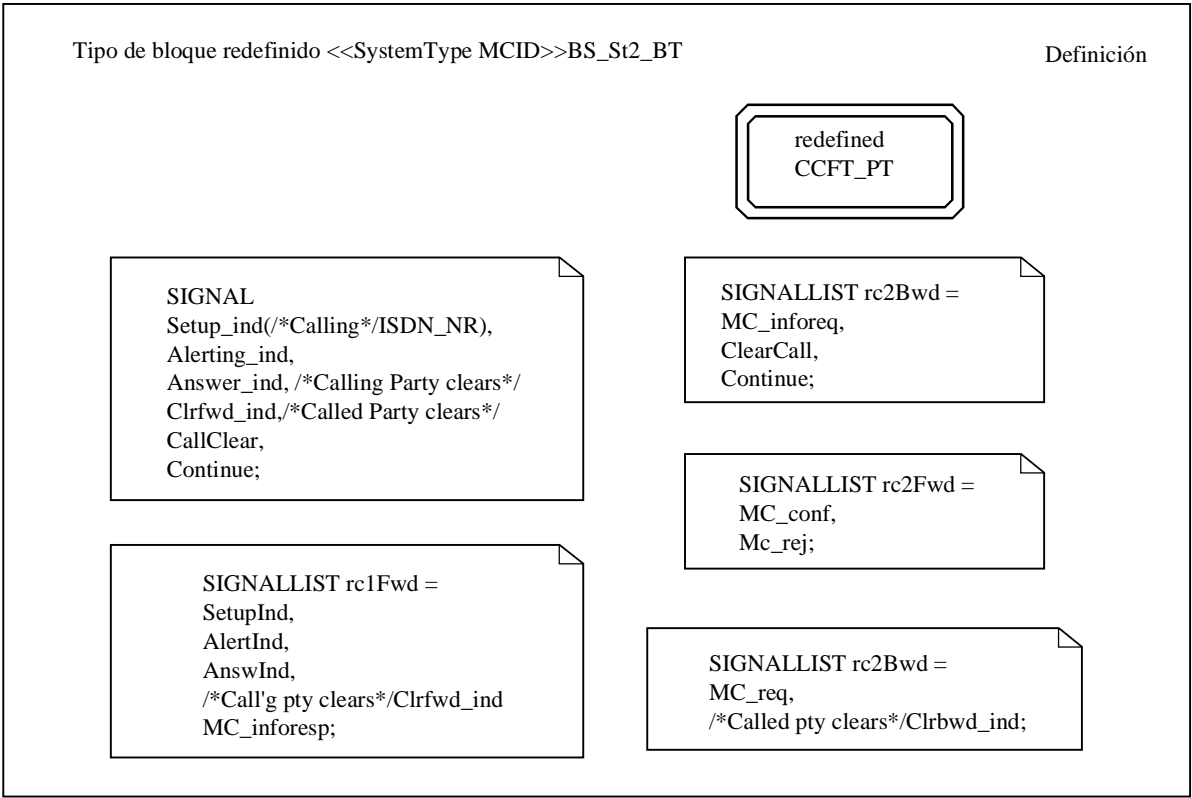 Tipo de bloque redefinido <<SystemType MCID>>BS_St2_BT
Definición
redefined
CCFT_PT
SIGNAL
Setup_ind(/*Calling*/ISDN_NR),
Alerting_ind,
Answer_ind, /*Calling Party clears*/
Clrfwd_ind,/*Called Party clears*/
CallClear,
Continue;
SIGNALLIST rc2Bwd =
MC_inforeq,
ClearCall,
Continue;
SIGNALLIST rc2Fwd =
MC_conf,
Mc_rej;
SIGNALLIST rc1Fwd =
SetupInd,
AlertInd,
AnswInd,
/*Call'g pty clears*/Clrfwd_ind
MC_inforesp;
SIGNALLIST rc2Bwd =
MC_req,
/*Called pty clears*/Clrbwd_ind;